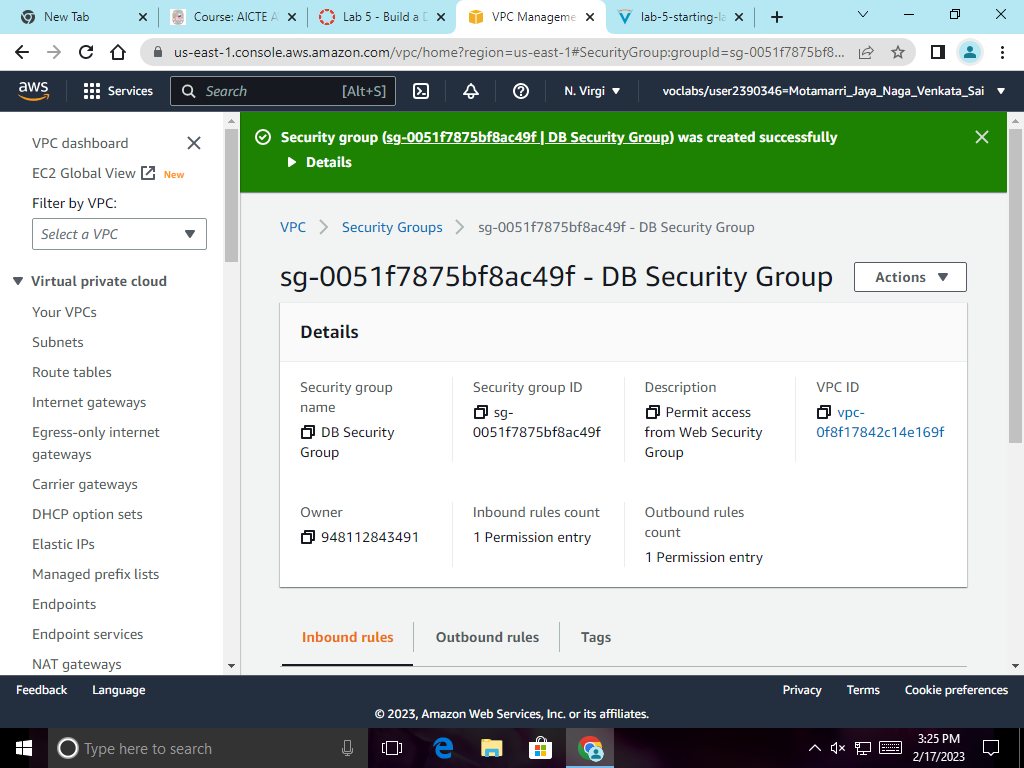 New Tab
Course: AICTE A
Lab 5 - Build a D
VPC Manageme
lab-5-starting-la
us-east-1.console.aws.amazon.com/vpc/home?region=us-east-1#SecurityGroup:groupId=sg-0051f7875bf8...
aws
Services
Search
[Alt+S]
N. Virgi
voclabs/user2390346=Motamarri_Jaya_Naga_Venkata_Sai
VPC dashboard
EC2 Global View New
Filter by VPC:
Select a VPC
Virtual private cloud
Your VPCs
Subnets
Route tables
Internet gateways
Egress-only internet
gateways
Carrier gateways
DHCP option sets
Elastic IPs
Managed prefix lists
Endpoints
Endpoint services
NAT gateways
Security group (sg-0051f7875bf8ac49f | DB Security Group) was created successfully
Details
VPC
Security Groups
sg-0051f7875bf8ac49f - DB Security Group
sg-0051f7875bf8ac49f - DB Security Group
Actions
Details
Security group
name
DB Security
Group
Security group ID
sg-
0051f7875bf8ac49f
Description
Permit access
from Web Security
Group
VPC ID
vpc-
0f8f17842c14e169f
Owner
948112843491
Inbound rules count
1 Permission entry
Outbound rules
count
1 Permission entry
Inbound rules
Outbound rules
Tags
Feedback
Language
Privacy
Terms
Cookie preferences
© 2023, Amazon Web Services, Inc. or its affiliates.
Type here to search
3:25 PM
2/17/2023